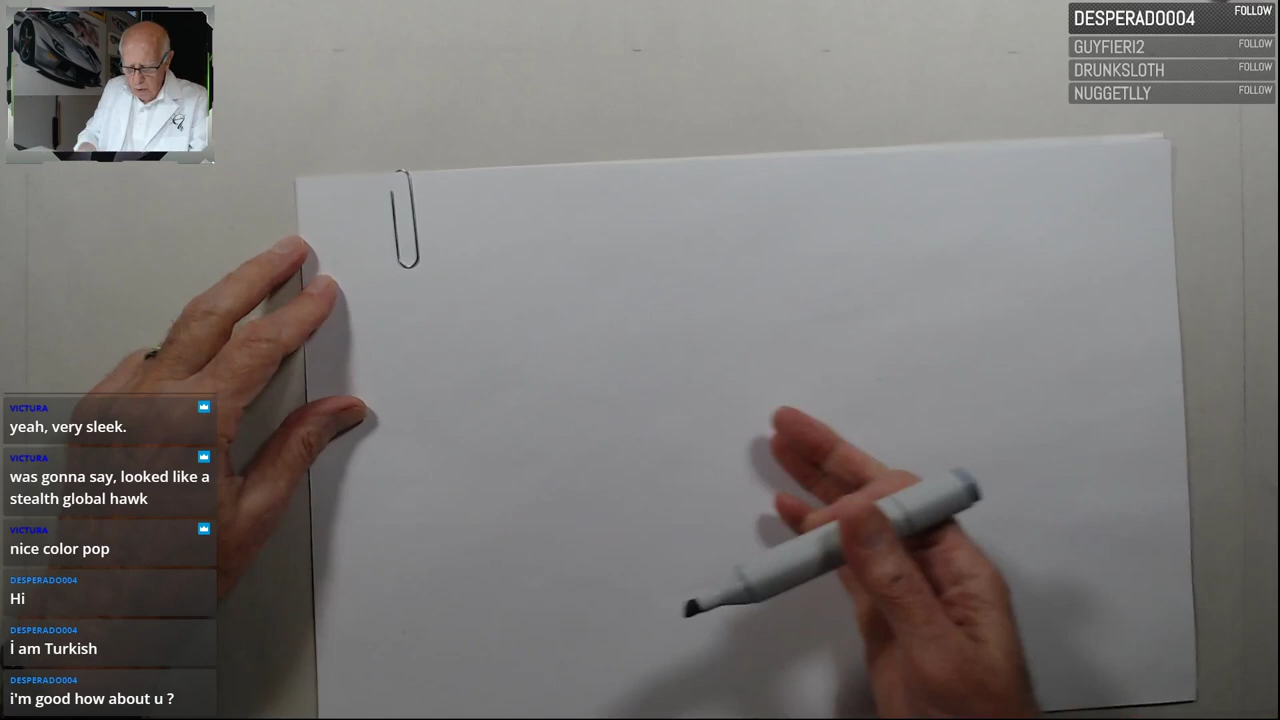 DESPERADO004 FOLLOW
GUYFIERI2 FOLLOW
DRUNKSLOTH FOLLOW
NUGGETLLY FOLLOW
VICTURA
yeah, very sleek.
VICTURA
was gonna say, looked like a
stealth global hawk
VICTURA
nice color pop
DESPERADO004
Hi
DESPERADO004
İ am Turkish
DESPERADO004
i'm good how about u ?